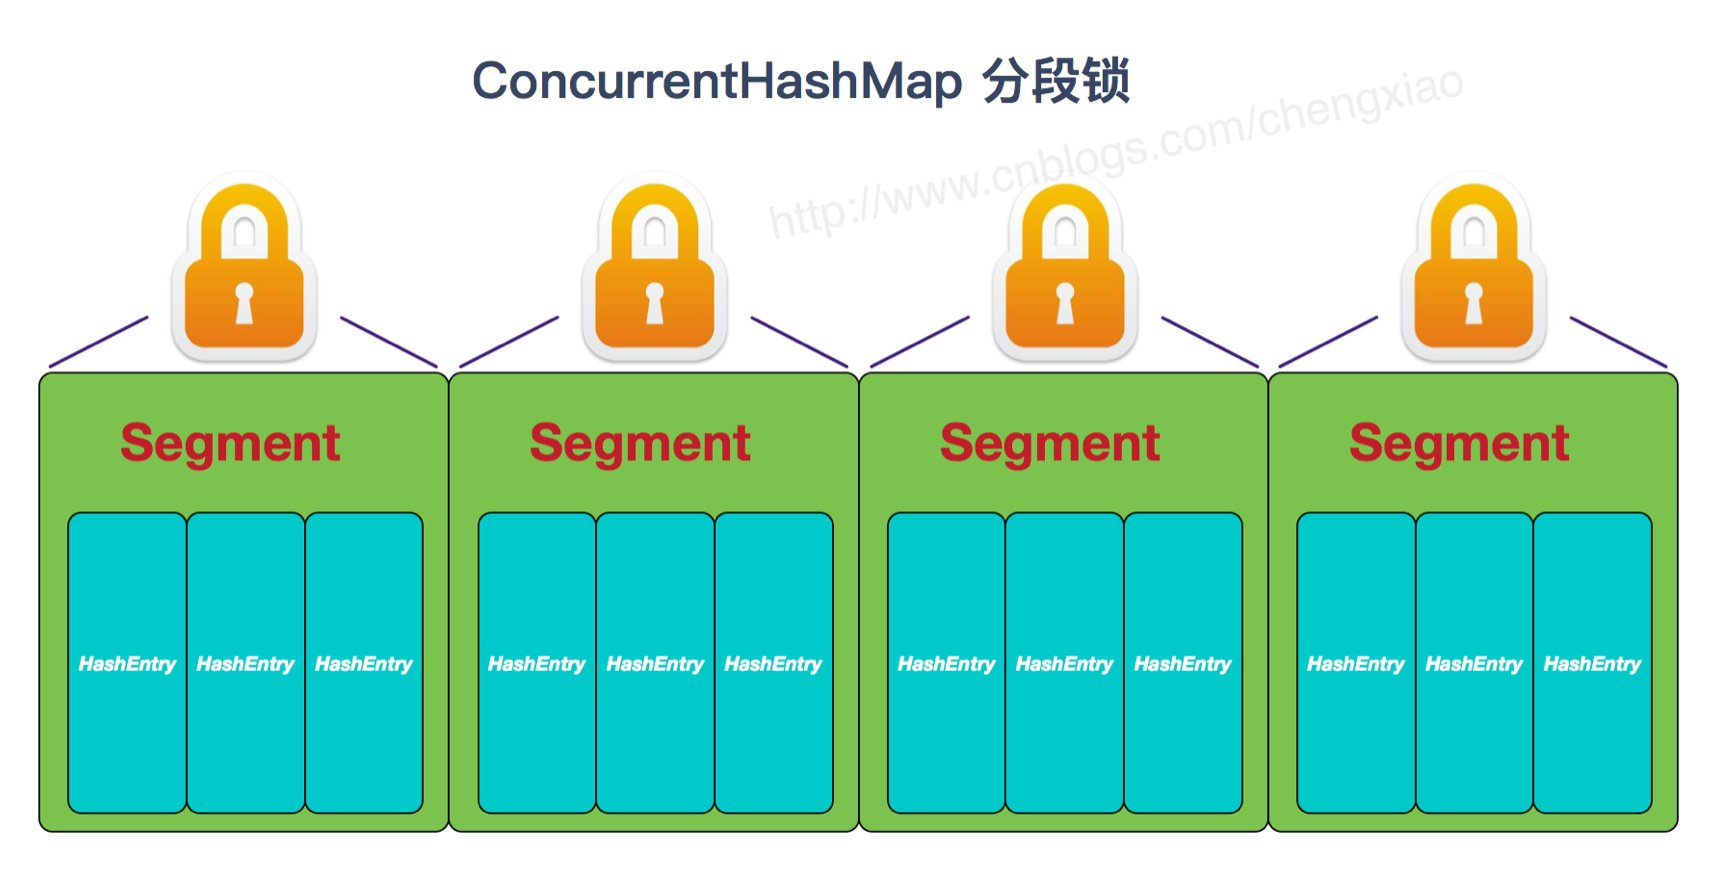 ConcurrentHashMap 分段锁
http://www.cnblogs.com/chengxiao
Segment Segment Segment Segment
HashEntry HashEntry HashEntry HashEntry HashEntry HashEntry HashEntry HashEntry HashEntry HashEntry HashEntry HashEntry